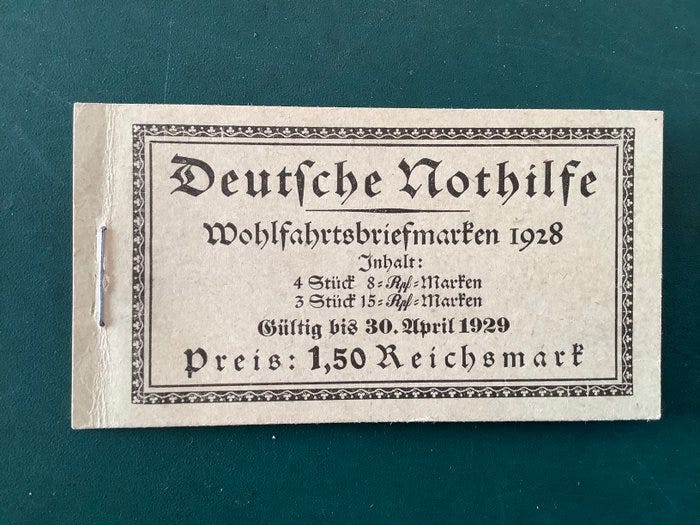 Deutſche Nothilfe
Wohlfahrtsbriefmarken 1928
Inhalt:
4 Stück 8=Rpf=Marken
3 Stück 15=Rpf=Marken
Gültig bis 30. April 1929
Preis: 1,50 Reichsmark